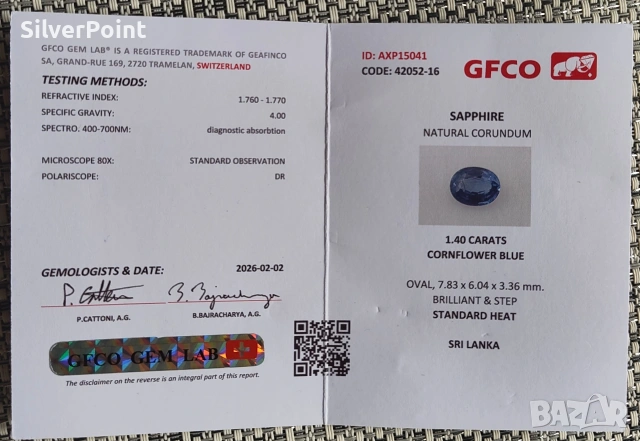 SilverPoint
GFCO GEM LAB® IS A REGISTERED TRADEMARK OF GEAFINCO
SA, GRAND-RUE 169, 2720 TRAMELAN, SWITZERLAND
TESTING METHODS:
REFRACTIVE INDEX: 1.760 - 1.770
SPECIFIC GRAVITY: 4.00
SPECTRO. 400-700NM: diagnostic absorbtion
MICROSCOPE 80X: STANDARD OBSERVATION
POLARISCOPE: DR
GEMOLOGISTS & DATE: 2026-02-02
P. Cattoni B. Bajracharya
P.CATTONI, A.G. B.BAJRACHARYA, A.G.
GFCO GEM LAB
The disclaimer on the reverse is an integral part of this report.
ID: AXP15041
CODE: 42052-16
GFCO
SAPPHIRE
NATURAL CORUNDUM
1.40 CARATS
CORNFLOWER BLUE
OVAL, 7.83 x 6.04 x 3.36 mm.
BRILLIANT & STEP
STANDARD HEAT
SRI LANKA
BAZAR